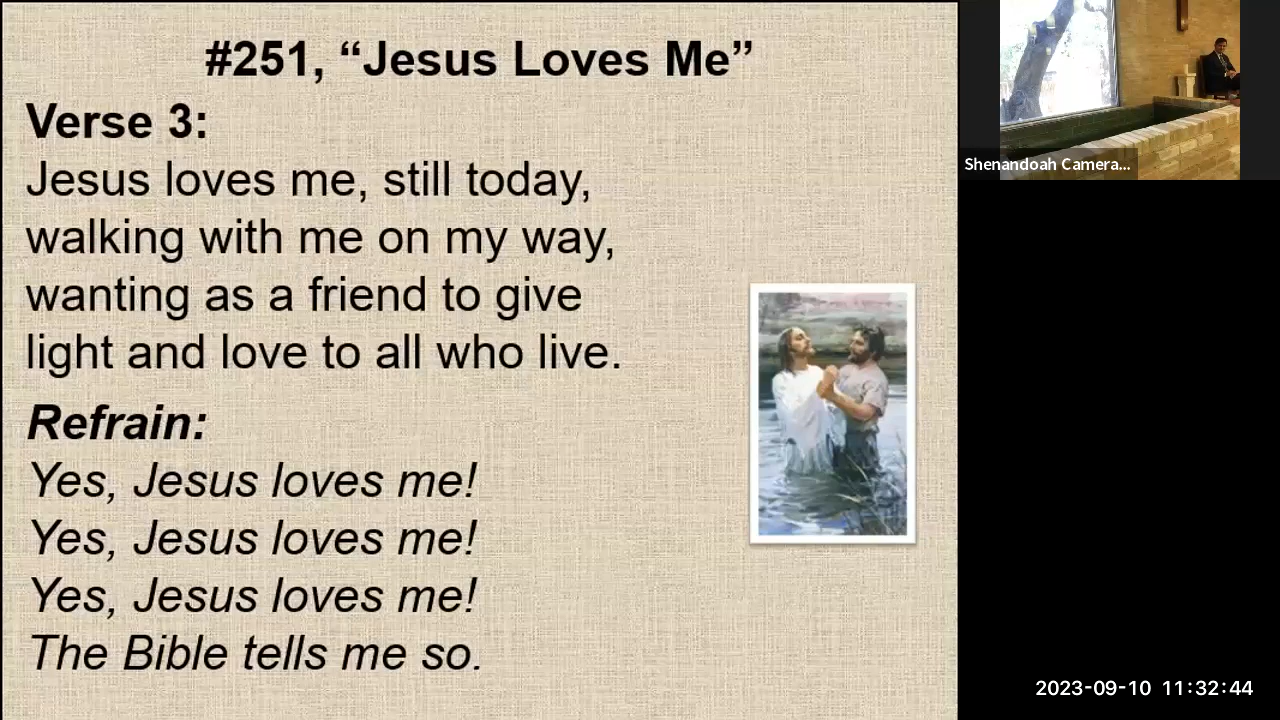 #251, “Jesus Loves Me”
Verse 3:
Jesus loves me, still today,
walking with me on my way,
wanting as a friend to give
light and love to all who live.
Refrain:
Yes, Jesus loves me!
Yes, Jesus loves me!
Yes, Jesus loves me!
The Bible tells me so.
Shenandoah Camera...
2023-09-10 11:32:44